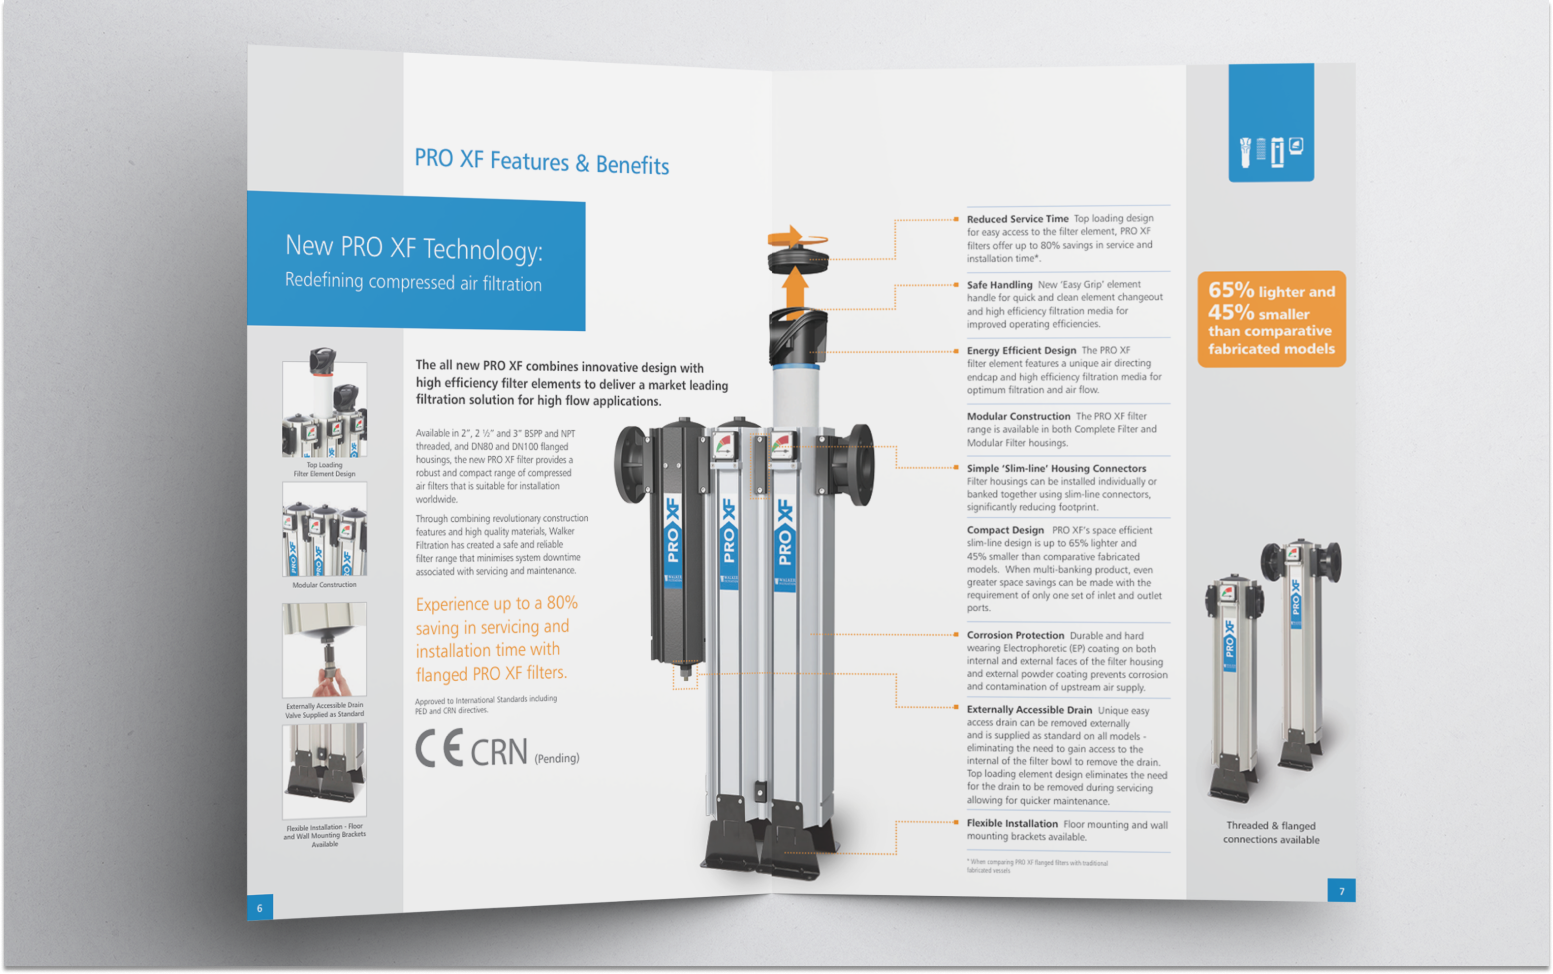 PRO XF Features & Benefits
New PRO XF Technology:
Redefining compressed air filtration
Top Loading
Filter Element Design
Modular Construction
Externally Accessible Drain
Valve Supplied as Standard
Flexible Installation - Floor
and Wall Mounting Brackets
Available
6
The all new PRO XF combines innovative design with
high efficiency filter elements to deliver a market leading
filtration solution for high flow applications.
Available in 2”, 2 ½” and 3” BSPP and NPT
threaded, and DN80 and DN100 flanged
housings, the new PRO XF filter provides a
robust and compact range of compressed
air filters that is suitable for installation
worldwide.
Through combining revolutionary construction
features and high quality materials, Walker
Filtration has created a safe and reliable
filter range that minimises system downtime
associated with servicing and maintenance.
Experience up to a 80%
saving in servicing and
installation time with
flanged PRO XF filters.
Approved to International Standards including
PED and CRN directives.
CE CRN (Pending)
PRO XF
PRO XF
PRO XF
WALKER
WALKER
Reduced Service Time Top loading design
for easy access to the filter element, PRO XF
filters offer up to 80% savings in service and
installation time*.
Safe Handling New ‘Easy Grip’ element
handle for quick and clean element changeout
and high efficiency filtration media for
improved operating efficiencies.
Energy Efficient Design The PRO XF
filter element features a unique air directing
endcap and high efficiency filtration media for
optimum filtration and air flow.
Modular Construction The PRO XF filter
range is available in both Complete Filter and
Modular Filter housings.
Simple ‘Slim-line’ Housing Connectors
Filter housings can be installed individually or
banked together using slim-line connectors,
significantly reducing footprint.
Compact Design PRO XF’s space efficient
slim-line design is up to 65% lighter and
45% smaller than comparative fabricated
models. When multi-banking product, even
greater space savings can be made with the
requirement of only one set of inlet and outlet
ports.
Corrosion Protection Durable and hard
wearing Electrophoretic (EP) coating on both
internal and external faces of the filter housing
and external powder coating prevents corrosion
and contamination of upstream air supply.
Externally Accessible Drain Unique easy
access drain can be removed externally
and is supplied as standard on all models -
eliminating the need to gain access to the
internal of the filter bowl to remove the drain.
Top loading element design eliminates the need
for the drain to be removed during servicing
allowing for quicker maintenance.
Flexible Installation Floor mounting and wall
mounting brackets available.
* When comparing PRO XF flanged filters with traditional
fabricated vessels
65% lighter and
45% smaller
than comparative
fabricated models
PRO XF
PRO XF
Threaded & flanged
connections available
7